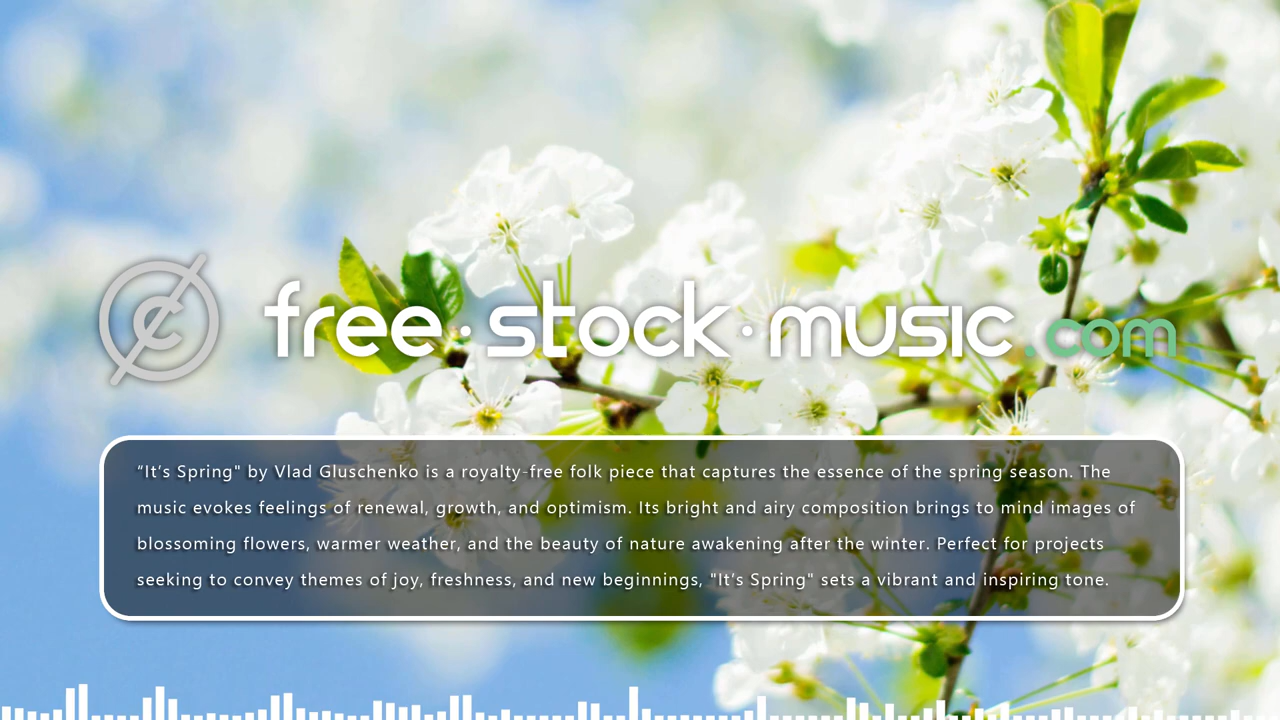 free·stock·music.com
"It's Spring" by Vlad Gluschenko is a royalty-free folk piece that captures the essence of the spring season. The
music evokes feelings of renewal, growth, and optimism. Its bright and airy composition brings to mind images of
blossoming flowers, warmer weather, and the beauty of nature awakening after the winter. Perfect for projects
seeking to convey themes of joy, freshness, and new beginnings, "It's Spring" sets a vibrant and inspiring tone.